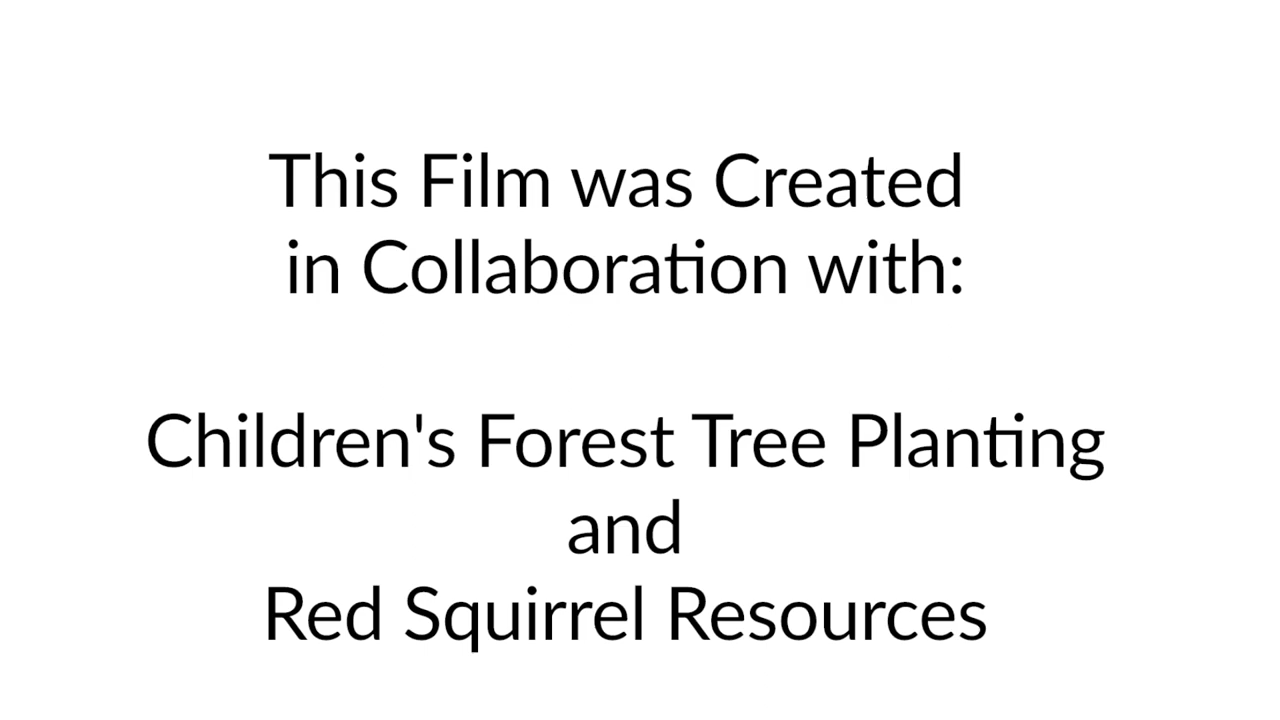 This Film was Created
in Collaboration with:
Children's Forest Tree Planting
and
Red Squirrel Resources